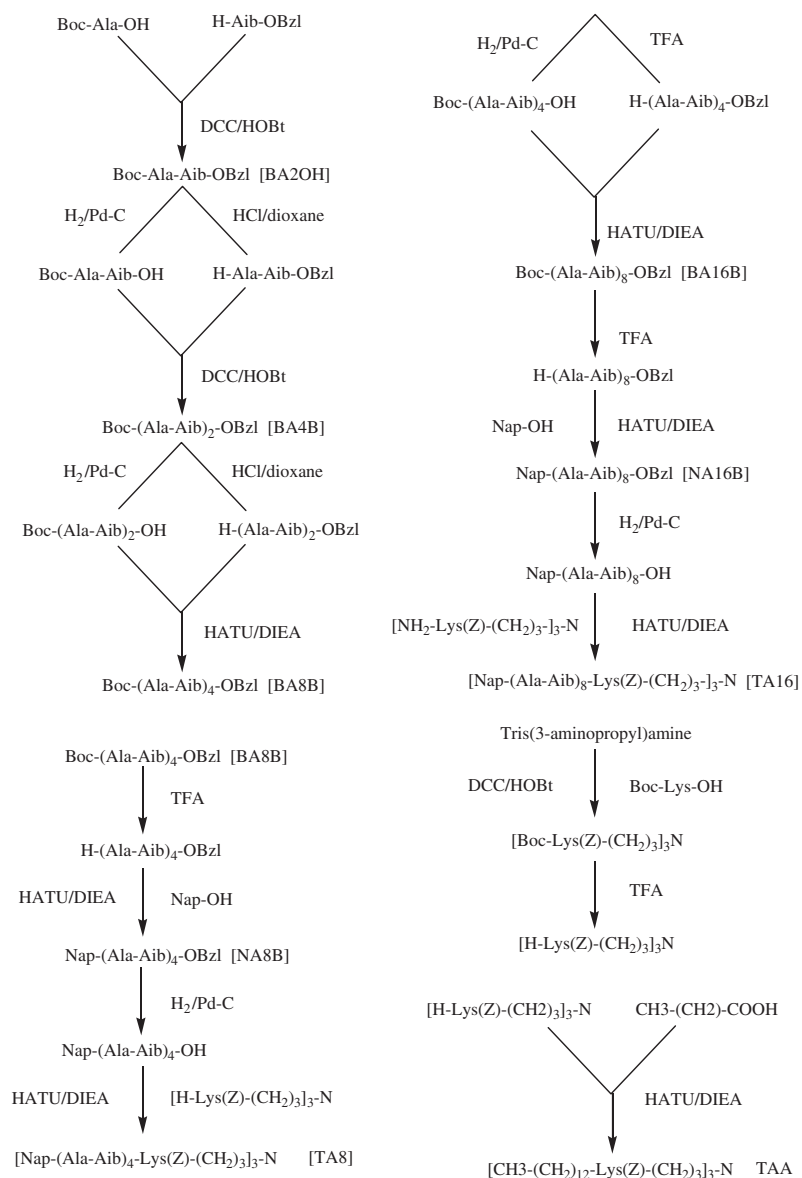 Boc-Ala-OH H-Aib-OBzl
DCC/HOBt
Boc-Ala-Aib-OBzl [BA2OH]
H₂/Pd-C HCl/dioxane
Boc-Ala-Aib-OH H-Ala-Aib-OBzl
DCC/HOBt
Boc-(Ala-Aib)₂-OBzl [BA4B]
H₂/Pd-C HCl/dioxane
Boc-(Ala-Aib)₂-OH H-(Ala-Aib)₂-OBzl
HATU/DIEA
Boc-(Ala-Aib)₄-OBzl [BA8B]
Boc-(Ala-Aib)₄-OBzl [BA8B]
TFA
H-(Ala-Aib)₄-OBzl
HATU/DIEA Nap-OH
Nap-(Ala-Aib)₄-OBzl [NA8B]
H₂/Pd-C
Nap-(Ala-Aib)₄-OH
HATU/DIEA [H-Lys(Z)-(CH₂)₃]₃-N
[Nap-(Ala-Aib)₄-Lys(Z)-(CH₂)₃]₃-N [TA8]
H₂/Pd-C TFA
Boc-(Ala-Aib)₄-OH H-(Ala-Aib)₄-OBzl
HATU/DIEA
Boc-(Ala-Aib)₈-OBzl [BA16B]
TFA
H-(Ala-Aib)₈-OBzl
Nap-OH HATU/DIEA
Nap-(Ala-Aib)₈-OBzl [NA16B]
H₂/Pd-C
Nap-(Ala-Aib)₈-OH
[NH₂-Lys(Z)-(CH₂)₃-]₃-N HATU/DIEA
[Nap-(Ala-Aib)₈-Lys(Z)-(CH₂)₃-]₃-N [TA16]
Tris(3-aminopropyl)amine
DCC/HOBt Boc-Lys-OH
[Boc-Lys(Z)-(CH₂)₃]₃N
TFA
[H-Lys(Z)-(CH₂)₃]₃N
[H-Lys(Z)-(CH2)₃]₃-N CH3-(CH2)-COOH
HATU/DIEA
[CH3-(CH₂)₁₂-Lys(Z)-(CH₂)₃]₃-N TAA